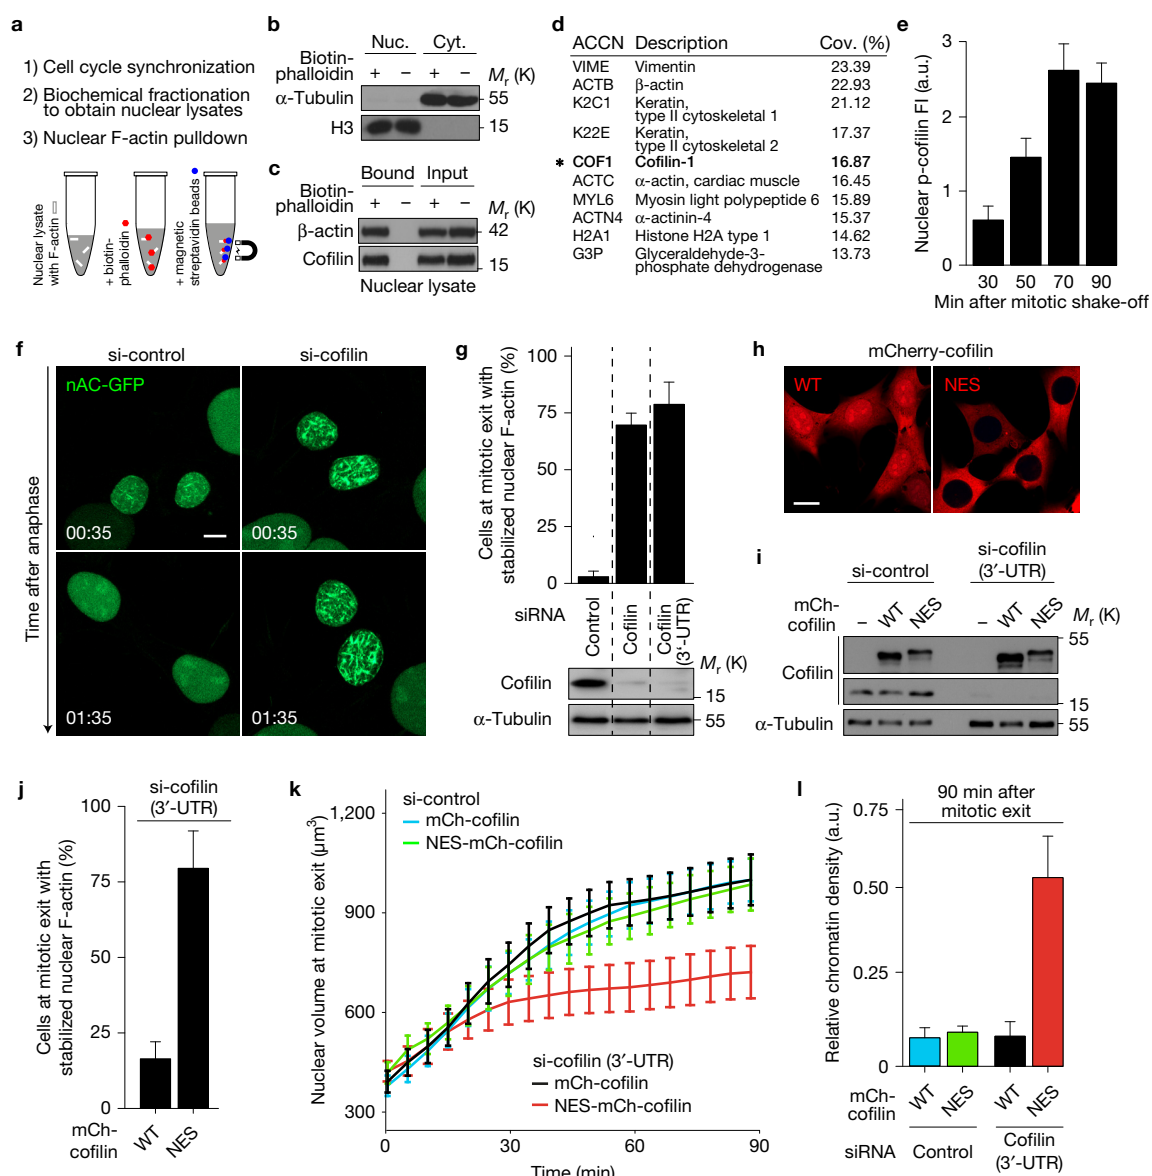 a
1) Cell cycle synchronization
2) Biochemical fractionation
to obtain nuclear lysates
3) Nuclear F-actin pulldown
Nuclear lysate
with F-actin
+ biotin-
phalloidin
+ magnetic
streptavidin beads
b
Nuc. Cyt.
Biotin-
phalloidin + − + − Mr (K)
α-Tubulin 55
H3 15
c
Bound Input
Biotin-
phalloidin + − + − Mr (K)
β-actin 42
Cofilin 15
Nuclear lysate
d
ACCN Description Cov. (%)
VIME Vimentin 23.39
ACTB β-actin 22.93
K2C1 Keratin, 21.12
type II cytoskeletal 1
K22E Keratin, 17.37
type II cytoskeletal 2
* COF1 Cofilin-1 16.87
ACTC α-actin, cardiac muscle 16.45
MYL6 Myosin light polypeptide 6 15.89
ACTN4 α-actinin-4 15.37
H2A1 Histone H2A type 1 14.62
G3P Glyceraldehyde-3- 13.73
phosphate dehydrogenase
e
Nuclear p-cofilin FI (a.u.)
3
2
1
0
30 50 70 90
Min after mitotic shake-off
f
si-control si-cofilin
Time after anaphase
nAC-GFP
00:35 00:35
01:35 01:35
g
Cells at mitotic exit with
stabilized nuclear F-actin (%)
100
75
50
25
0
siRNA
Control
Cofilin
Cofilin
(3′-UTR)
Mr (K)
Cofilin 15
α-Tubulin 55
h
mCherry-cofilin
WT NES
i
si-control
si-cofilin
(3′-UTR)
mCh-
cofilin − WT NES − WT NES Mr (K)
55
Cofilin
15
α-Tubulin 55
j
si-cofilin
(3′-UTR)
Cells at mitotic exit with
stabilized nuclear F-actin (%)
100
75
50
25
0
mCh-
cofilin WT NES
k
Nuclear volume at mitotic exit (µm³)
1,200
900
600
300
si-control
mCh-cofilin
NES-mCh-cofilin
si-cofilin (3′-UTR)
mCh-cofilin
NES-mCh-cofilin
0 30 60 90
Time (min)
l
90 min after
mitotic exit
Relative chromatin density (a.u.)
0.75
0.50
0.25
0
mCh-
cofilin WT NES WT NES
siRNA Control Cofilin
(3′-UTR)